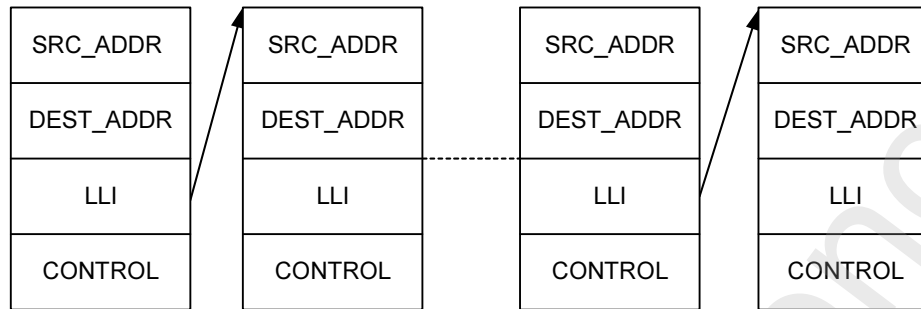 SRC_ADDR SRC_ADDR SRC_ADDR SRC_ADDR
DEST_ADDR DEST_ADDR DEST_ADDR DEST_ADDR
LLI LLI LLI LLI
CONTROL CONTROL CONTROL CONTROL